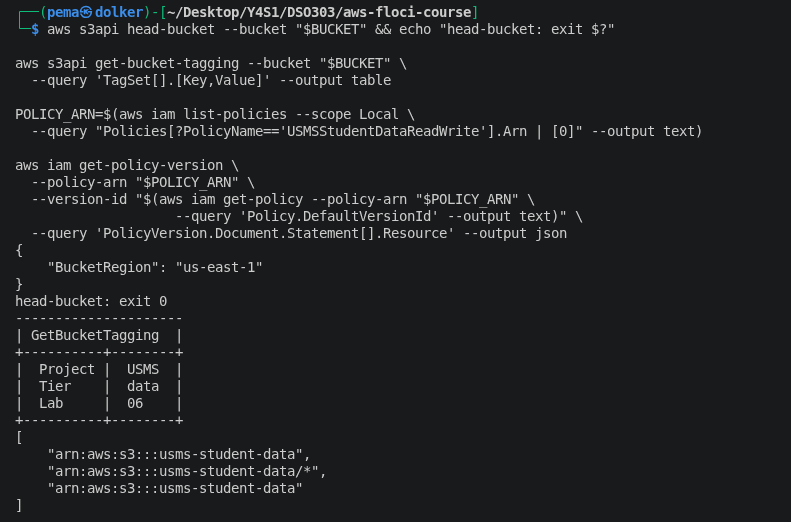 ┌──(pema㉿dolker)-[~/Desktop/Y4S1/DSO303/aws-floci-course]
└─$ aws s3api head-bucket --bucket "$BUCKET" && echo "head-bucket: exit $?"

aws s3api get-bucket-tagging --bucket "$BUCKET" \
  --query 'TagSet[].[Key,Value]' --output table

POLICY_ARN=$(aws iam list-policies --scope Local \
  --query "Policies[?PolicyName=='USMSStudentDataReadWrite'].Arn | [0]" --output text)

aws iam get-policy-version \
  --policy-arn "$POLICY_ARN" \
  --version-id "$(aws iam get-policy --policy-arn "$POLICY_ARN" \
                    --query 'Policy.DefaultVersionId' --output text)" \
  --query 'PolicyVersion.Document.Statement[].Resource' --output json
{
    "BucketRegion": "us-east-1"
}
head-bucket: exit 0
---------------------
| GetBucketTagging  |
+----------+--------+
|  Project |  USMS  |
|  Tier    |  data  |
|  Lab     |  06    |
+----------+--------+
[
    "arn:aws:s3:::usms-student-data",
    "arn:aws:s3:::usms-student-data/*",
    "arn:aws:s3:::usms-student-data"
]